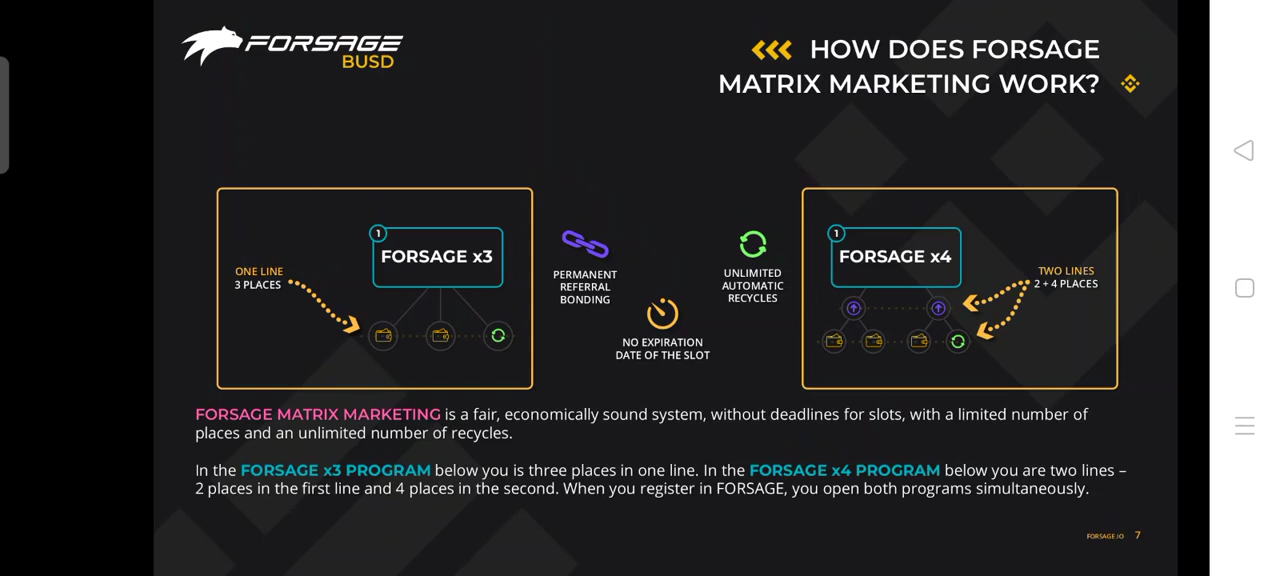 FORSAGE
BUSD
HOW DOES FORSAGE
MATRIX MARKETING WORK?
1
FORSAGE x3
ONE LINE
3 PLACES
PERMANENT
REFERRAL
BONDING
NO EXPIRATION
DATE OF THE SLOT
UNLIMITED
AUTOMATIC
RECYCLES
1
FORSAGE x4
TWO LINES
2 + 4 PLACES
FORSAGE MATRIX MARKETING is a fair, economically sound system, without deadlines for slots, with a limited number of
places and an unlimited number of recycles.
In the FORSAGE x3 PROGRAM below you is three places in one line. In the FORSAGE x4 PROGRAM below you are two lines –
2 places in the first line and 4 places in the second. When you register in FORSAGE, you open both programs simultaneously.
FORSAGE.IO 7